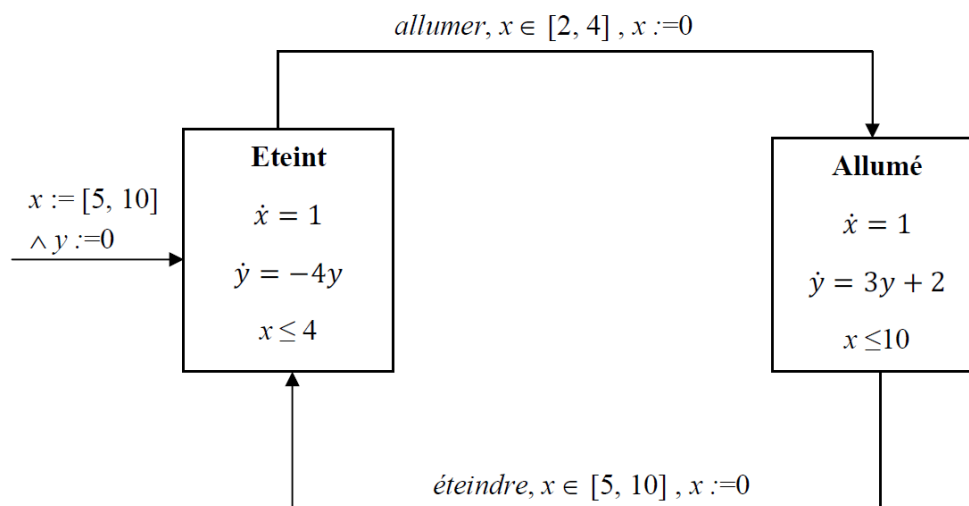 allumer, x ∈ [2, 4] , x :=0
Eteint
ẋ = 1
ẏ = −4y
x ≤ 4
x := [5, 10]
∧ y :=0
Allumé
ẋ = 1
ẏ = 3y + 2
x ≤10
éteindre, x ∈ [5, 10] , x :=0